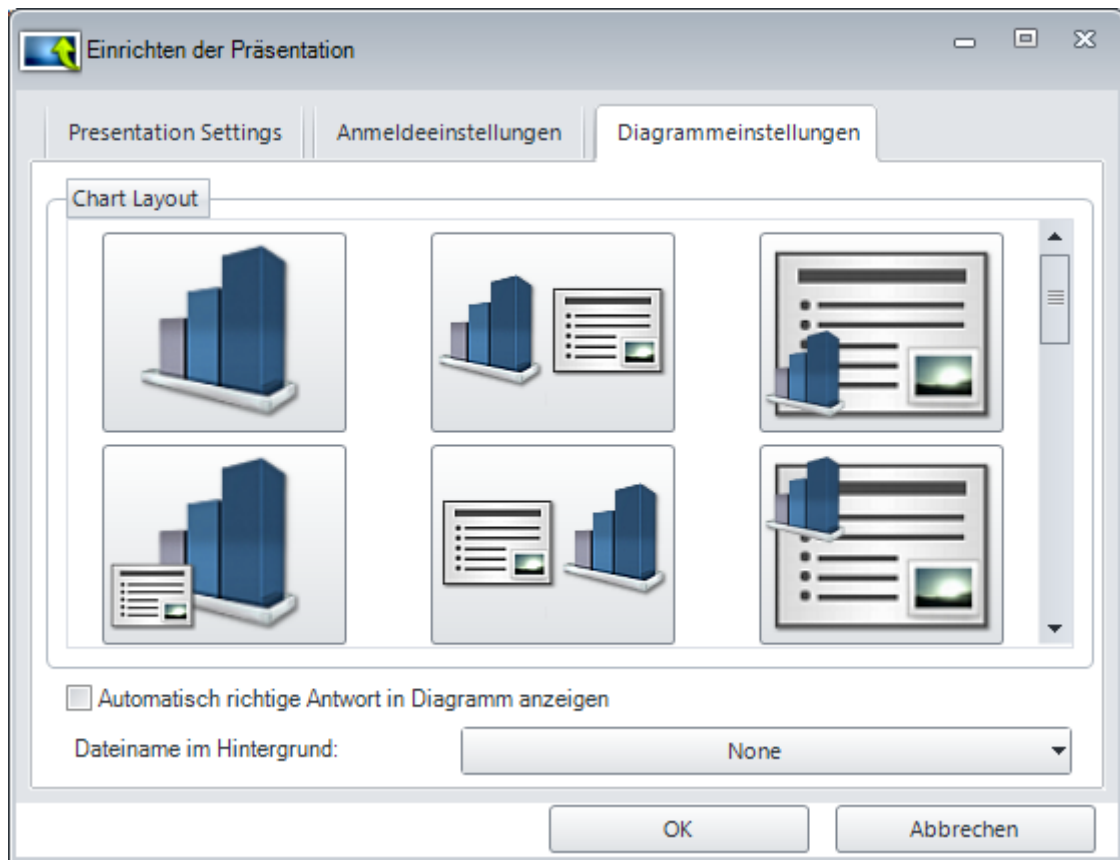 Einrichten der Präsentation
Presentation Settings
Anmeldeeinstellungen
Diagrammeinstellungen
Chart Layout
Automatisch richtige Antwort in Diagramm anzeigen
Dateiname im Hintergrund:
None
OK
Abbrechen